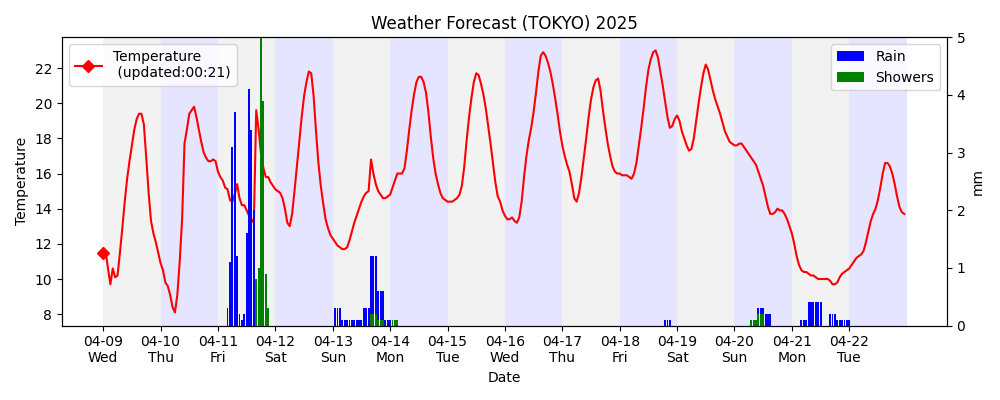 Weather Forecast (TOKYO) 2025
Temperature
(updated:00:21)
Rain
Showers
Temperature
22
20
18
16
14
12
10
8
5
4
3
2
1
0
mm
04-09 04-10 04-11 04-12 04-13 04-14 04-15 04-16 04-17 04-18 04-19 04-20 04-21 04-22
Wed Thu Fri Sat Sun Mon Tue Wed Thu Fri Sat Sun Mon Tue
Date